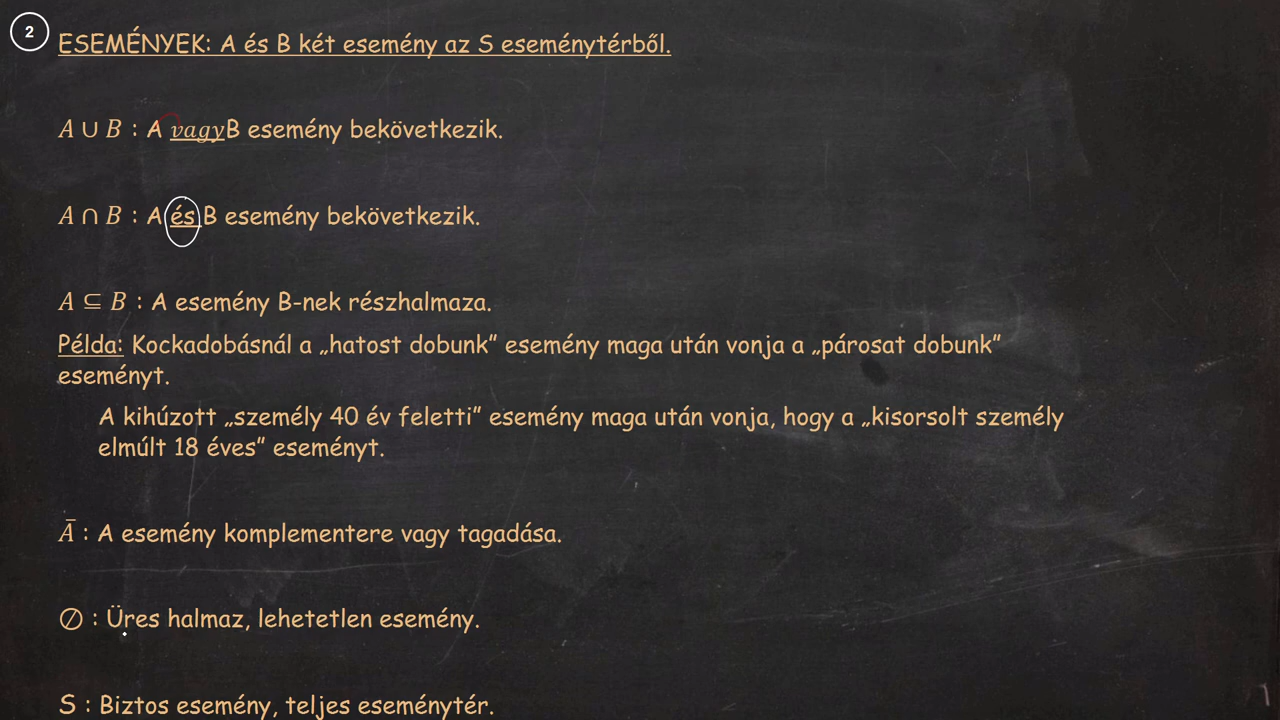 2
ESEMÉNYEK: A és B két esemény az S eseménytérből.
A ∪ B : A vagy B esemény bekövetkezik.
A ∩ B : A és B esemény bekövetkezik.
A ⊆ B : A esemény B-nek részhalmaza.
Példa: Kockadobásnál a „hatost dobunk” esemény maga után vonja a „párosat dobunk”
eseményt.
A kihúzott „személy 40 év feletti” esemény maga után vonja, hogy a „kisorsolt személy
elmúlt 18 éves” eseményt.
Ā : A esemény komplementere vagy tagadása.
∅ : Üres halmaz, lehetetlen esemény.
S : Biztos esemény, teljes eseménytér.